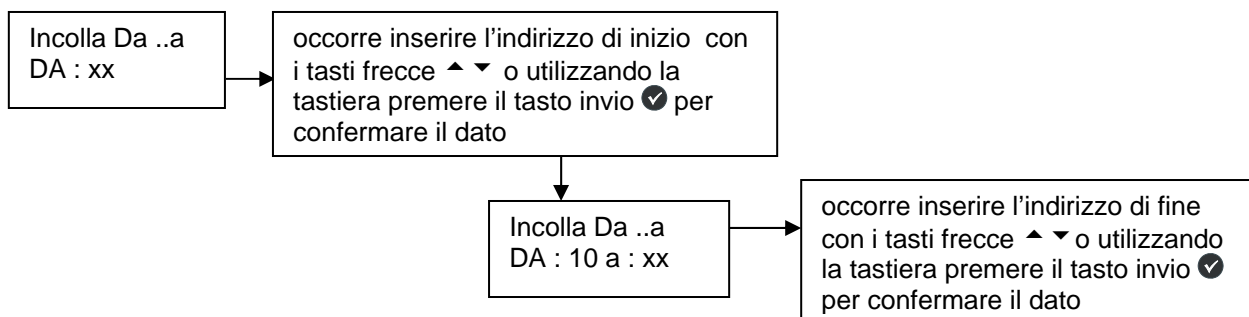 Incolla Da ..a
DA : xx
occorre inserire l’indirizzo di inizio con
i tasti frecce ▲ ▼ o utilizzando la
tastiera premere il tasto invio ✔ per
confermare il dato
Incolla Da ..a
DA : 10 a : xx
occorre inserire l’indirizzo di fine
con i tasti frecce ▲ ▼ o utilizzando
la tastiera premere il tasto invio ✔
per confermare il dato